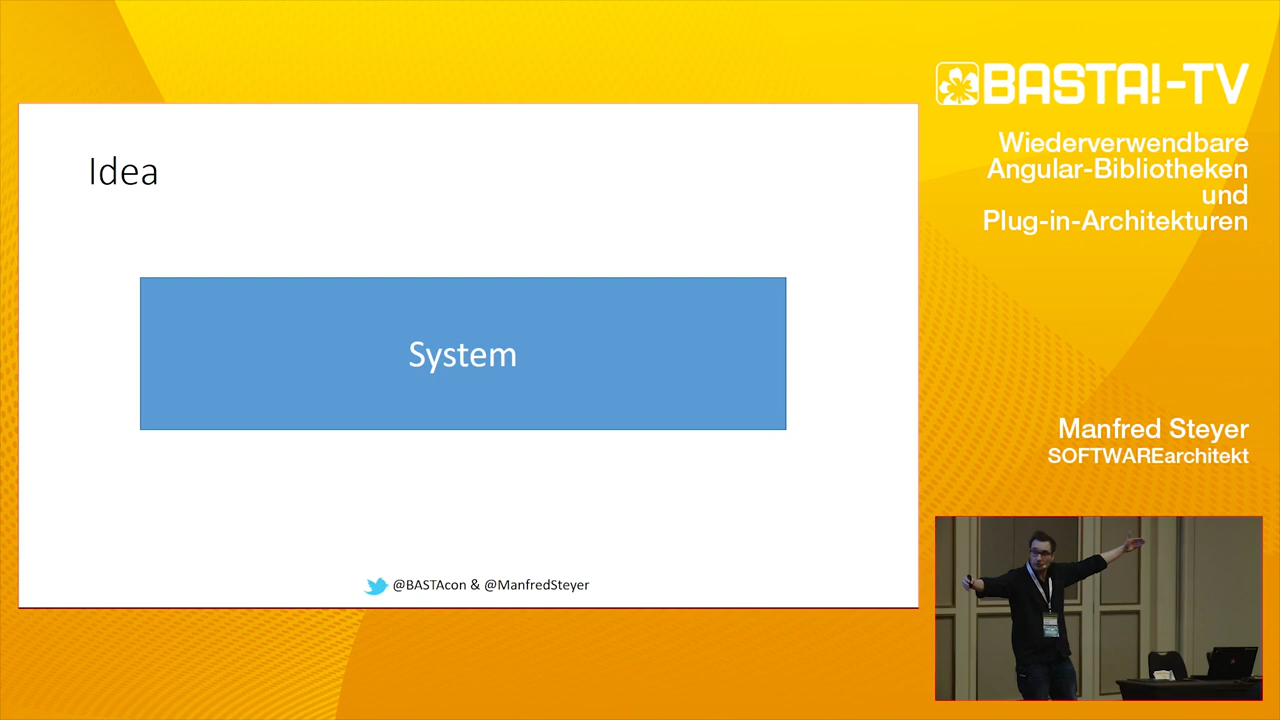 BASTA!-TV
Wiederverwendbare
Angular-Bibliotheken
und
Plug-in-Architekturen
Idea
System
@BASTAcon & @ManfredSteyer
Manfred Steyer
SOFTWAREarchitekt